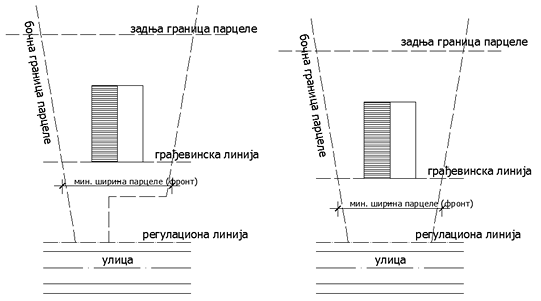 задња граница парцеле
бочна граница парцеле
грађевинска линија
мин. ширина парцеле (фронт)
регулациона линија
улица
задња граница парцеле
бочна граница парцеле
грађевинска линија
мин. ширина парцеле (фронт)
регулациона линија
улица